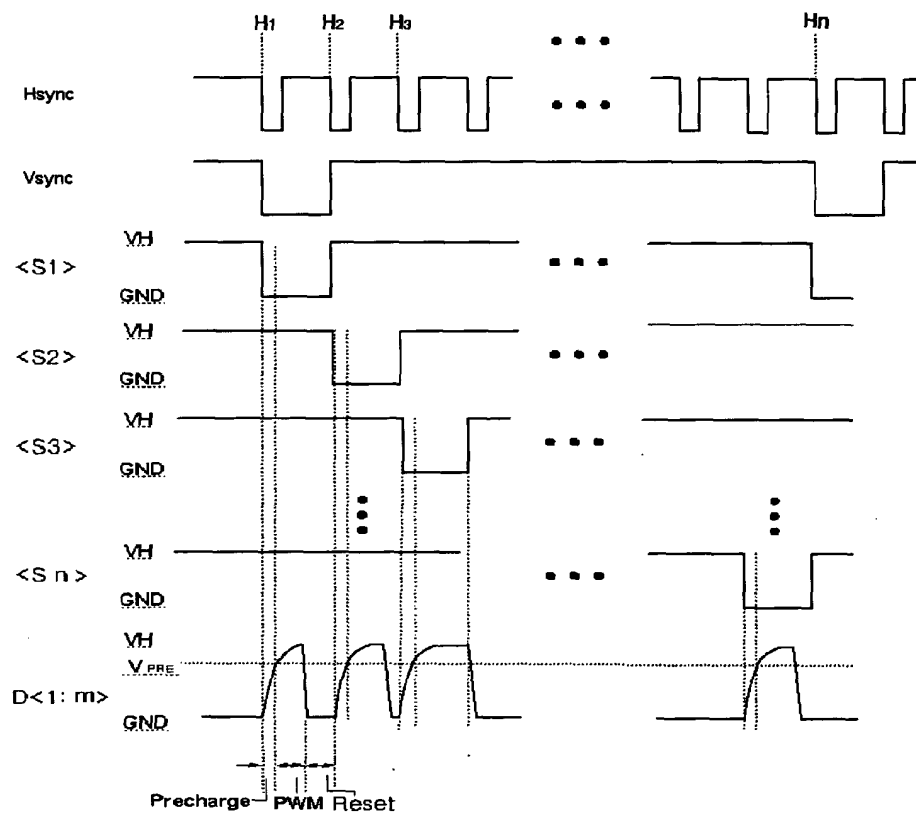 H1 H2 H3 Hn
Hsync
Vsync
VH
<S1>
GND
VH
<S2>
GND
VH
<S3>
GND
VH
<S n>
GND
VH
VPRE
D<1: m>
GND
Precharge PWM Reset